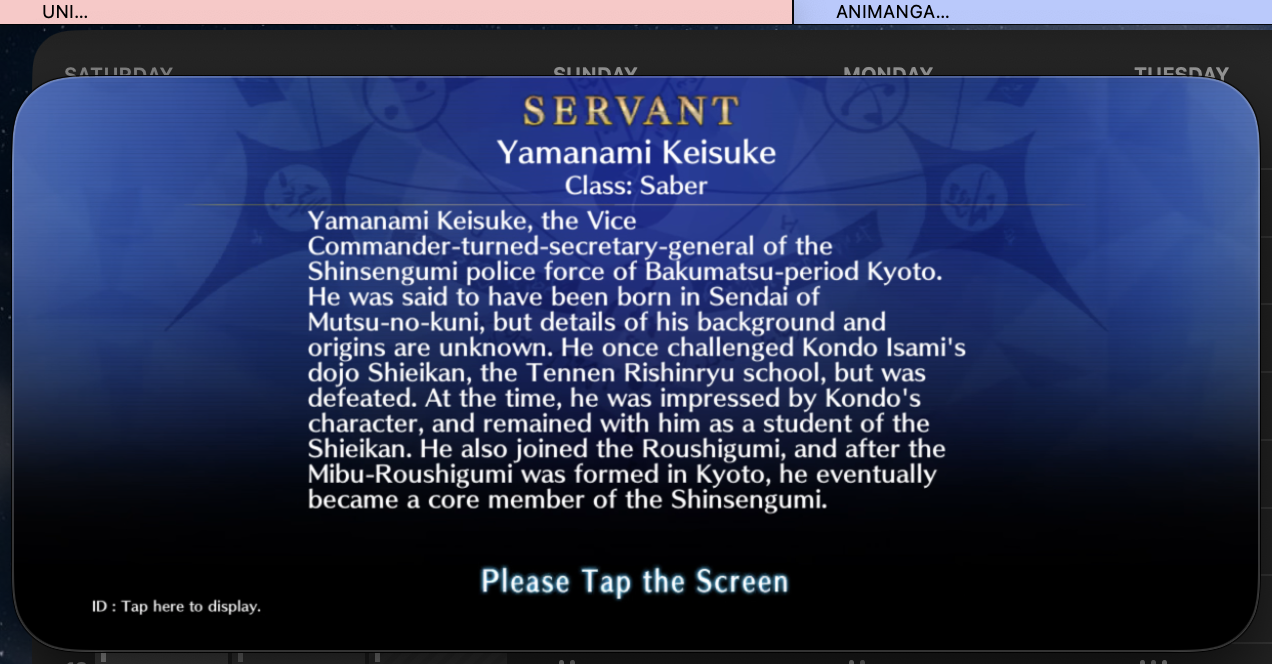 UNI...
ANIMANGA...
SATURDAY
SUNDAY
MONDAY
TUESDAY
SERVANT
Yamanami Keisuke
Class: Saber
Yamanami Keisuke, the Vice
Commander-turned-secretary-general of the
Shinsengumi police force of Bakumatsu-period Kyoto.
He was said to have been born in Sendai of
Mutsu-no-kuni, but details of his background and
origins are unknown. He once challenged Kondo Isami's
dojo Shieikan, the Tennen Rishinryu school, but was
defeated. At the time, he was impressed by Kondo's
character, and remained with him as a student of the
Shieikan. He also joined the Roushigumi, and after the
Mibu-Roushigumi was formed in Kyoto, he eventually
became a core member of the Shinsengumi.
Please Tap the Screen
ID : Tap here to display.